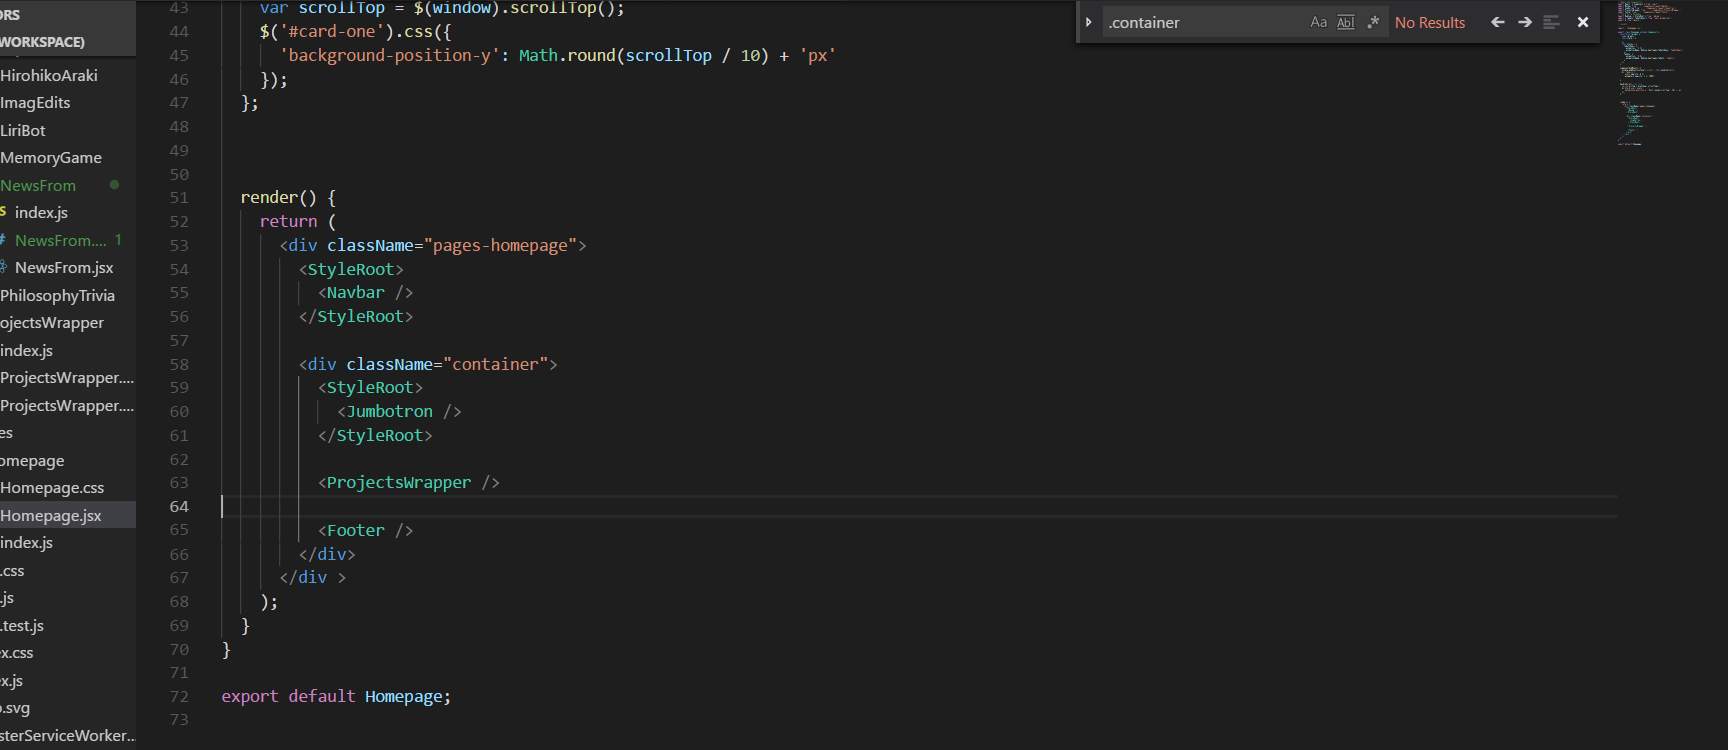 ORS
WORKSPACE)
HirohikoAraki
ImagEdits
LiriBot
MemoryGame
NewsFrom
S index.js
# NewsFrom.... 1
NewsFrom.jsx
PhilosophyTrivia
ojectsWrapper
index.js
ProjectsWrapper....
ProjectsWrapper....
es
omepage
Homepage.css
Homepage.jsx
index.js
.css
.js
.test.js
ex.css
ex.js
o.svg
sterServiceWorker...
43 var scrollTop = $(window).scrollTop();
44 $('#card-one').css({
45 'background-position-y': Math.round(scrollTop / 10) + 'px'
46 });
47 };
48
49
50
51 render() {
52 return (
53 <div className="pages-homepage">
54 <StyleRoot>
55 <Navbar />
56 </StyleRoot>
57
58 <div className="container">
59 <StyleRoot>
60 <Jumbotron />
61 </StyleRoot>
62
63 <ProjectsWrapper />
64
65 <Footer />
66 </div>
67 </div >
68 );
69 }
70 }
71
72 export default Homepage;
73
.container Aa Abl .* No Results